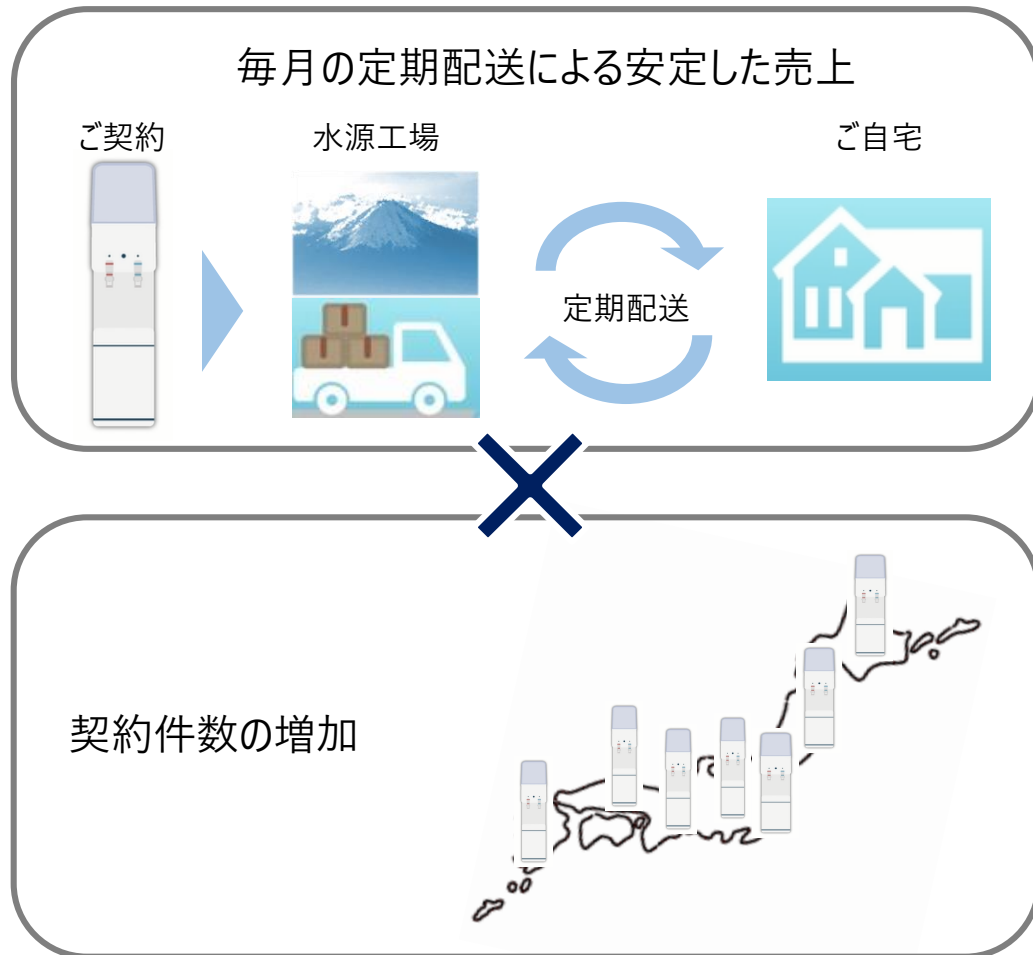 毎月の定期配送による安定した売上
ご契約
水源工場
ご自宅
定期配送
契約件数の増加